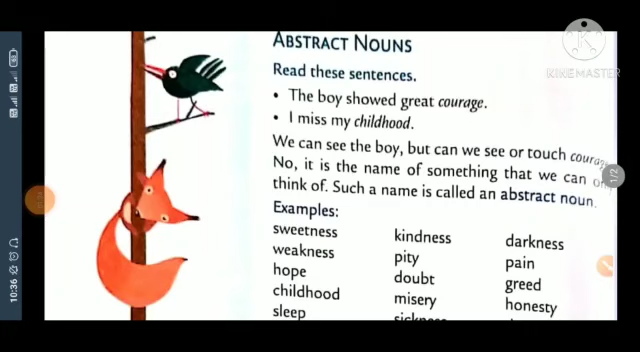 ABSTRACT NOUNS
Read these sentences.
• The boy showed great courage.
• I miss my childhood.
We can see the boy, but can we see or touch
No, it is the name of something that we can
think of. Such a name is called an abstract noun.
Examples:
sweetness kindness darkness
weakness pity pain
hope doubt greed
childhood misery honesty
sleep
KINEMASTER
1/2
10:36